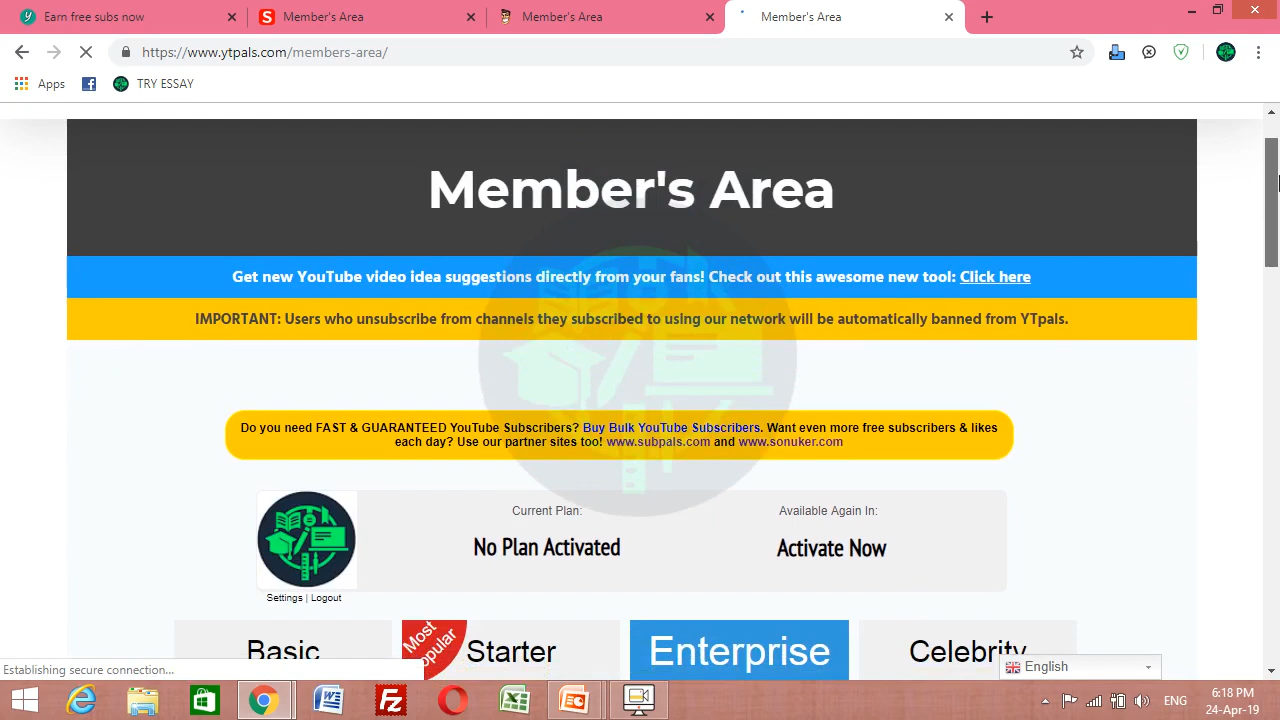 Earn free subs now
Member's Area
Member's Area
Member's Area
https://www.ytpals.com/members-area/
Apps
TRY ESSAY
Member's Area
Get new YouTube video idea suggestions directly from your fans! Check out this awesome new tool: Click here
IMPORTANT: Users who unsubscribe from channels they subscribed to using our network will be automatically banned from YTpals.
Do you need FAST & GUARANTEED YouTube Subscribers? Buy Bulk YouTube Subscribers. Want even more free subscribers & likes
each day? Use our partner sites too! www.subpals.com and www.sonuker.com
Current Plan:
Available Again In:
No Plan Activated
Activate Now
Settings | Logout
Basic
Most Popular
Starter
Enterprise
Celebrity
Establishing secure connection...
English
ENG
6:18 PM
24-Apr-19